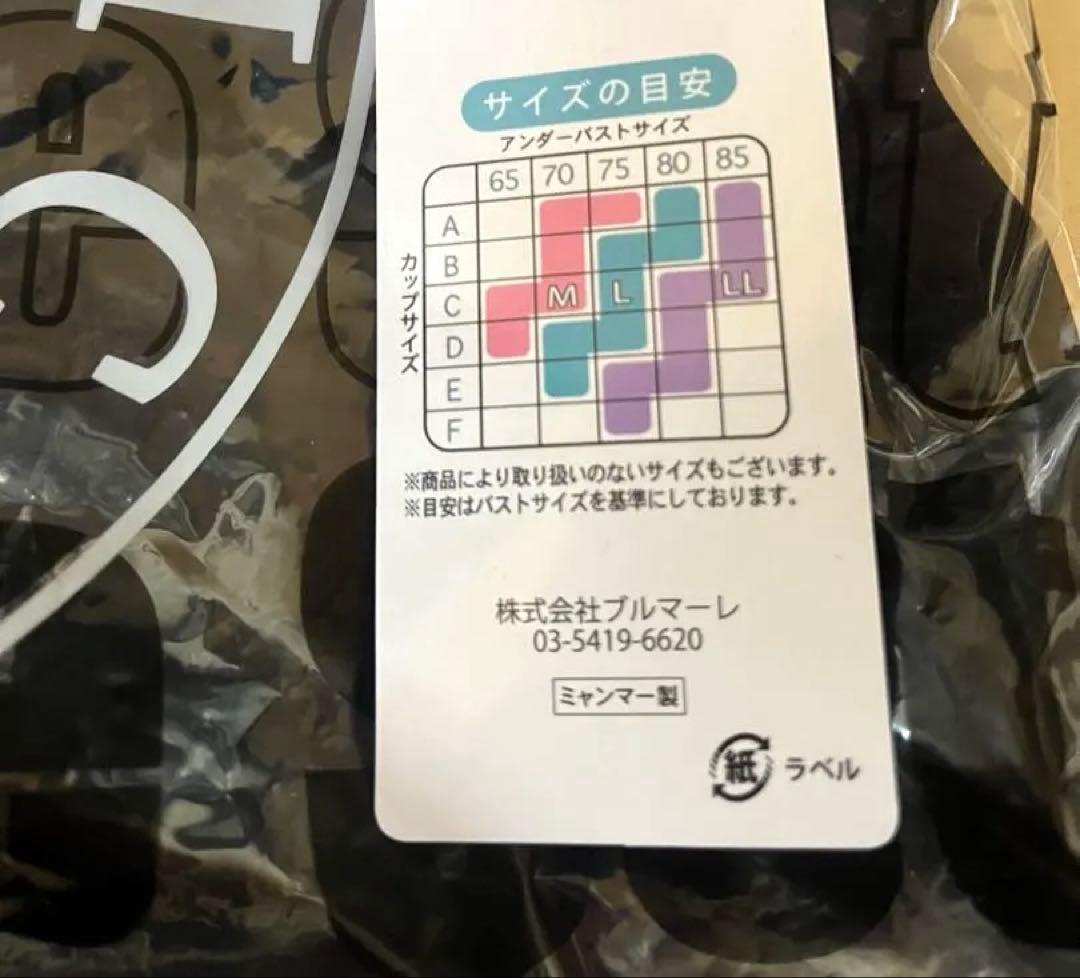 サイズの目安
アンダーバストサイズ
65 70 75 80 85
カップサイズ
A
B
C M L LL
D
E
F
※商品により取り扱いのないサイズもございます。
※目安はバストサイズを基準にしております。
株式会社ブルマーレ
03-5419-6620
ミャンマー製
紙 ラベル